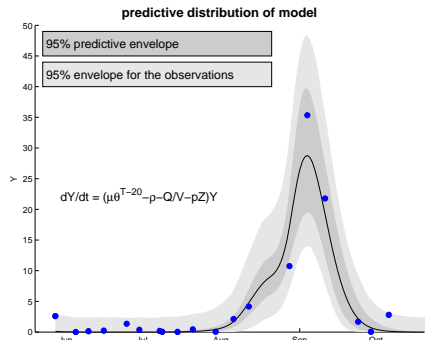 predictive distribution of model
50
95% predictive envelope
45
95% envelope for the observations
40
35
30
Y
25
dY/dt = (μθ^T−20−ρ−Q/V−pZ)Y
20
15
10
5
0
Jun Jul Aug Sep Oct